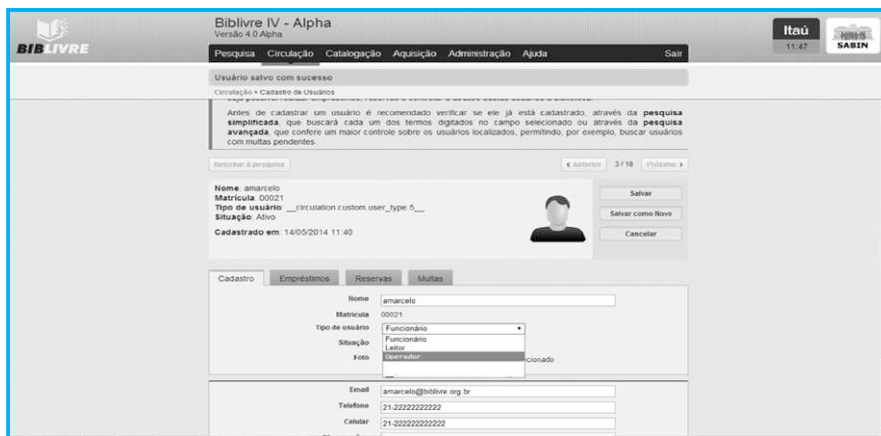 BIBLIVRE
Biblivre IV - Alpha
Versão 4.0 Alpha
Itaú
11:47
SABIN
Pesquisa Circulação Catalogação Aquisição Administração Ajuda Sair
Usuário salvo com sucesso
Circulação > Cadastro de Usuários
Antes de cadastrar um usuário é recomendado verificar se ele já está cadastrado, através da pesquisa
simplificada, que buscará cada um dos termos digitados no campo selecionado ou através da pesquisa
avançada, que confere um maior controle sobre os usuários localizados, permitindo, por exemplo, buscar usuários
com multas pendentes.
Retornar à pesquisa
< Anterior 3 / 18 Próximo >
Nome: amarcelo
Matrícula: 00021
Tipo de usuário: __circulation.custom.user_type.5__
Situação: Ativo
Cadastrado em: 14/05/2014 11:40
Salvar
Salvar como Novo
Cancelar
Cadastro Empréstimos Reservas Multas
Nome amarcelo
Matrícula 00021
Tipo de usuário Funcionário
Situação Funcionário
Leitor
Foto Operador
Email amarcelo@biblivre.org.br
Telefone 21-22222222222
Celular 21-222222222222